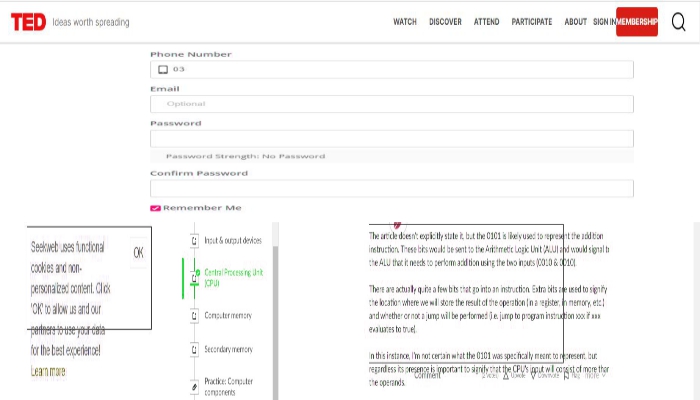 TED Ideas worth spreading
WATCH DISCOVER ATTEND PARTICIPATE ABOUT SIGN IN MEMBERSHIP
Phone Number
03
Email
Optional
Password
Password Strength: No Password
Confirm Password
Remember Me
Seekweb uses functional
cookies and non-
personalized content. Click
'OK' to allow us and our
partners to use your data
for the best experience!
Learn more
OK
Input & output devices
Central Processing Unit
(CPU)
Computer memory
Secondary memory
Practice: Computer
components
The article doesn't explicitly state it, but the 0101 is likely used to represent the addition
instruction. These bits would be sent to the Arithmetic Logic Unit (ALU) and would signal b
the ALU that it needs to perform addition using the two inputs (0010 & 0010).
There are actually quite a few bits that go into an instruction. Extra bits are used to signify
the location where we will store the result of the operation (in a register, in memory, etc.)
and whether or not a jump will be performed (i.e. jump to program instruction xxx if xxx
evaluates to true).
In this instance, I'm not certain what the 0101 was specifically meant to represent, but
regardless its presence is important to signify that the CPU's input will consist of more than
the operands.
Comment Upvote Downvote Flag more